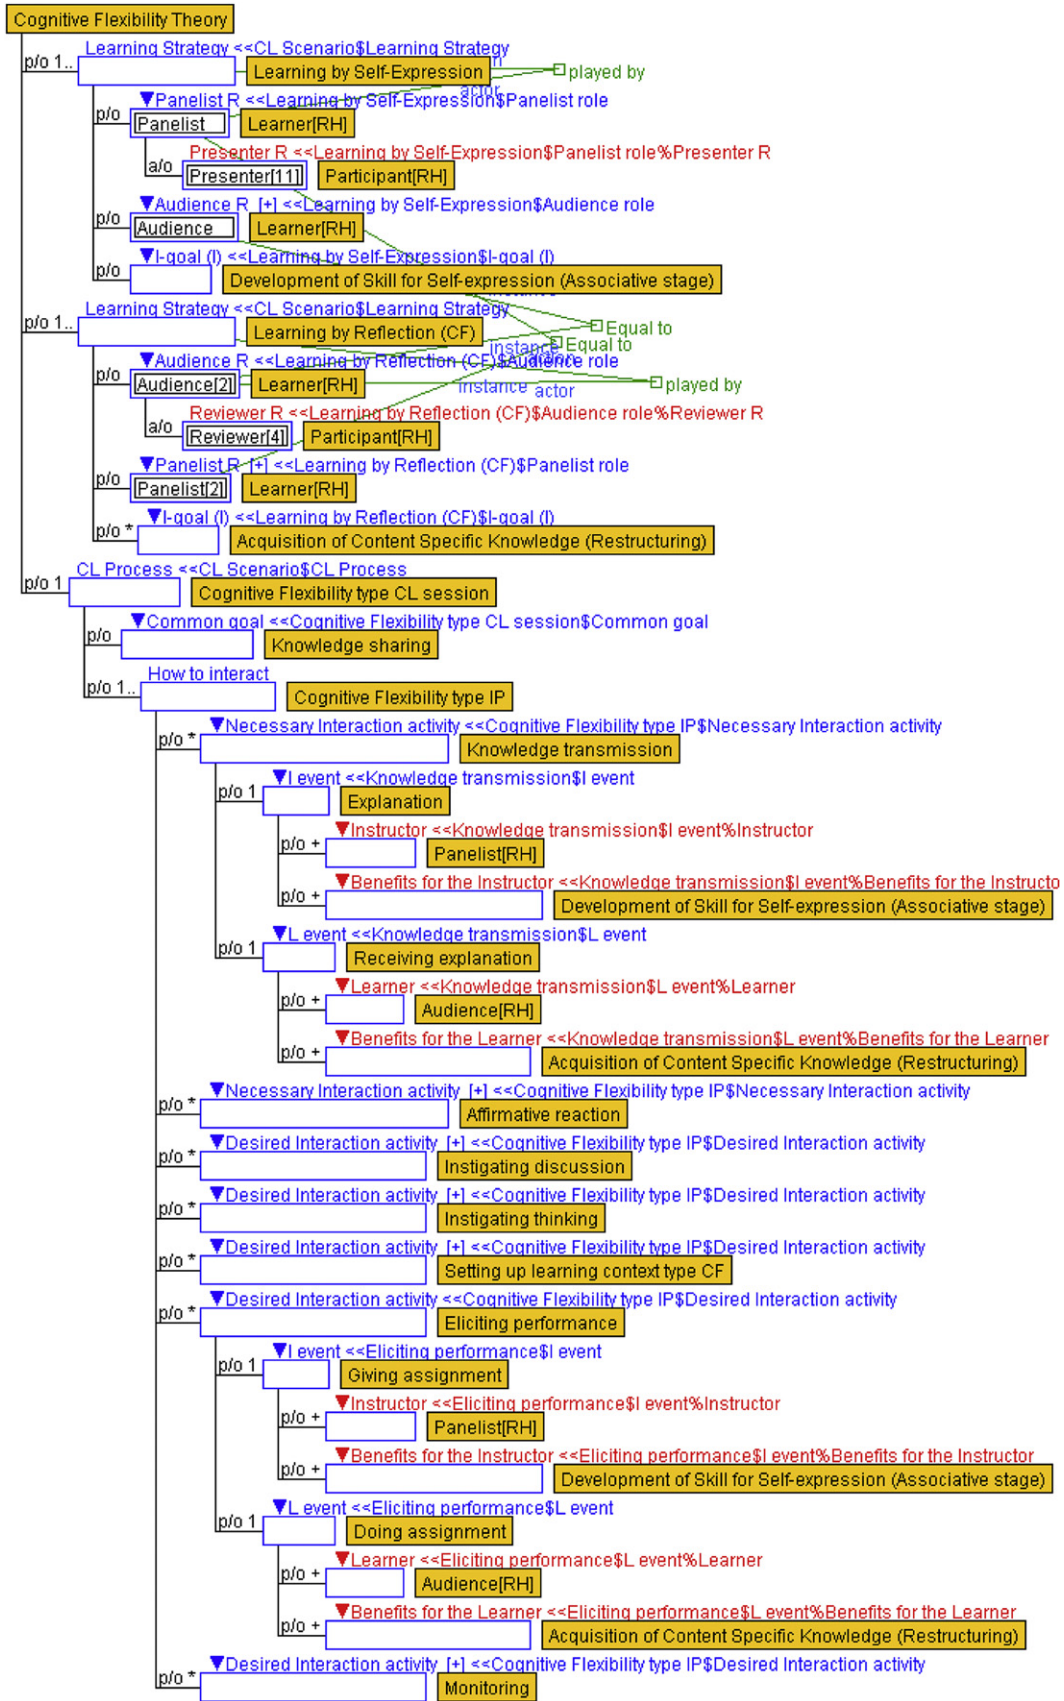 Cognitive Flexibility Theory
Learning Strategy <<CL Scenario$Learning Strategy
p/o 1..
Learning by Self-Expression
played by
actor
▼Panelist R <<Learning by Self-Expression$Panelist role
p/o
Panelist
Learner[RH]
Presenter R <<Learning by Self-Expression$Panelist role%Presenter R
a/o
Presenter[11]
Participant[RH]
▼Audience R [+] <<Learning by Self-Expression$Audience role
p/o
Audience
Learner[RH]
▼I-goal (I) <<Learning by Self-Expression$I-goal (I)
p/o
Development of Skill for Self-expression (Associative stage)
instance
Learning Strategy <<CL Scenario$Learning Strategy
p/o 1..
Learning by Reflection (CF)
Equal to
Equal to
instance
▼Audience R <<Learning by Reflection (CF)$Audience role
p/o
Audience[2]
Learner[RH]
instance
actor
played by
Reviewer R <<Learning by Reflection (CF)$Audience role%Reviewer R
a/o
Reviewer[4]
Participant[RH]
▼Panelist R [+] <<Learning by Reflection (CF)$Panelist role
p/o
Panelist[2]
Learner[RH]
▼I-goal (I) <<Learning by Reflection (CF)$I-goal (I)
p/o *
Acquisition of Content Specific Knowledge (Restructuring)
CL Process <<CL Scenario$CL Process
p/o 1
Cognitive Flexibility type CL session
▼Common goal <<Cognitive Flexibility type CL session$Common goal
p/o
Knowledge sharing
How to interact
p/o 1..
Cognitive Flexibility type IP
▼Necessary Interaction activity <<Cognitive Flexibility type IP$Necessary Interaction activity
p/o *
Knowledge transmission
▼I event <<Knowledge transmission$I event
p/o 1
Explanation
▼Instructor <<Knowledge transmission$I event%Instructor
p/o +
Panelist[RH]
▼Benefits for the Instructor <<Knowledge transmission$I event%Benefits for the Instructo
p/o +
Development of Skill for Self-expression (Associative stage)
▼L event <<Knowledge transmission$L event
p/o 1
Receiving explanation
▼Learner <<Knowledge transmission$L event%Learner
p/o +
Audience[RH]
▼Benefits for the Learner <<Knowledge transmission$L event%Benefits for the Learner
p/o +
Acquisition of Content Specific Knowledge (Restructuring)
▼Necessary Interaction activity [+] <<Cognitive Flexibility type IP$Necessary Interaction activity
p/o *
Affirmative reaction
▼Desired Interaction activity [+] <<Cognitive Flexibility type IP$Desired Interaction activity
p/o *
Instigating discussion
▼Desired Interaction activity [+] <<Cognitive Flexibility type IP$Desired Interaction activity
p/o *
Instigating thinking
▼Desired Interaction activity [+] <<Cognitive Flexibility type IP$Desired Interaction activity
p/o *
Setting up learning context type CF
▼Desired Interaction activity <<Cognitive Flexibility type IP$Desired Interaction activity
p/o *
Eliciting performance
▼I event <<Eliciting performance$I event
p/o 1
Giving assignment
▼Instructor <<Eliciting performance$I event%Instructor
p/o +
Panelist[RH]
▼Benefits for the Instructor <<Eliciting performance$I event%Benefits for the Instructor
p/o +
Development of Skill for Self-expression (Associative stage)
▼L event <<Eliciting performance$L event
p/o 1
Doing assignment
▼Learner <<Eliciting performance$L event%Learner
p/o +
Audience[RH]
▼Benefits for the Learner <<Eliciting performance$L event%Benefits for the Learner
p/o +
Acquisition of Content Specific Knowledge (Restructuring)
▼Desired Interaction activity [+] <<Cognitive Flexibility type IP$Desired Interaction activity
p/o *
Monitoring